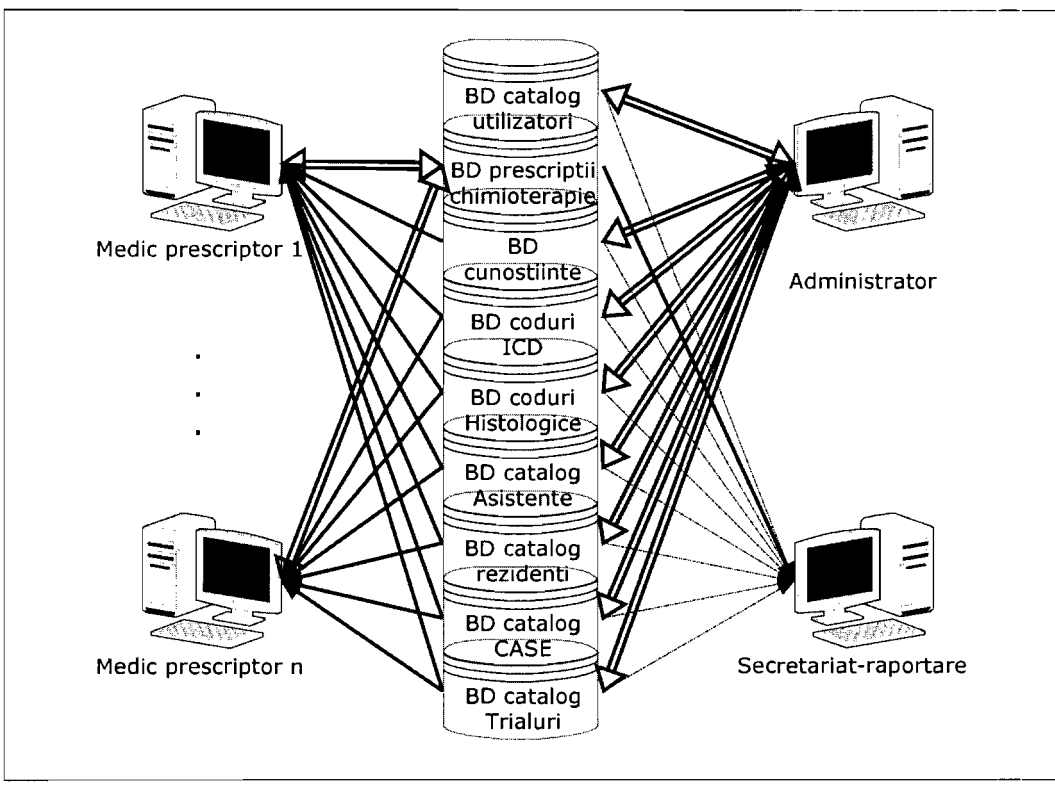 BD catalog
utilizatori
BD prescriptii
chimioterapie
BD
cunostiinte
BD coduri
ICD
BD coduri
Histologice
BD catalog
Asistente
BD catalog
rezidenti
BD catalog
CASE
BD catalog
Trialuri
Medic prescriptor 1
.
.
.
Medic prescriptor n
Administrator
Secretariat-raportare